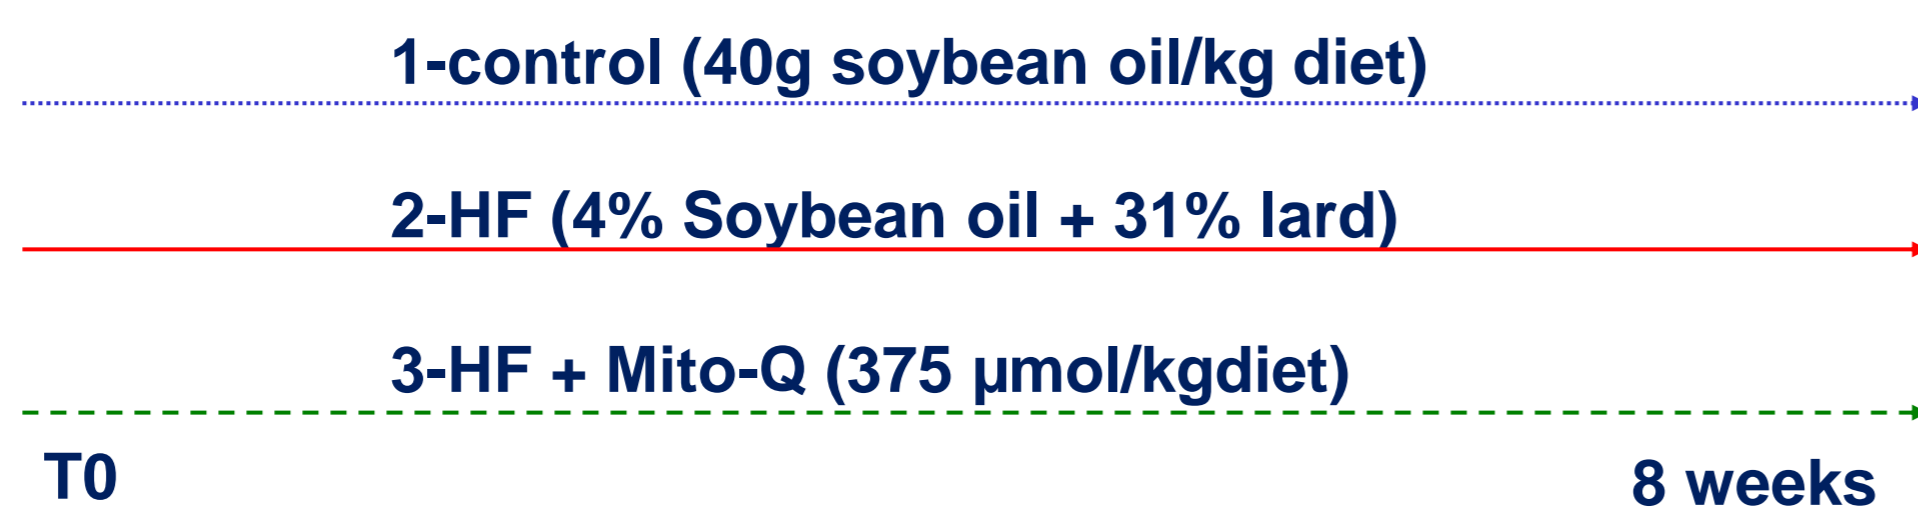 1-control (40g soybean oil/kg diet)
2-HF (4% Soybean oil + 31% lard)
3-HF + Mito-Q (375 µmol/kgdiet)
T0
8 weeks